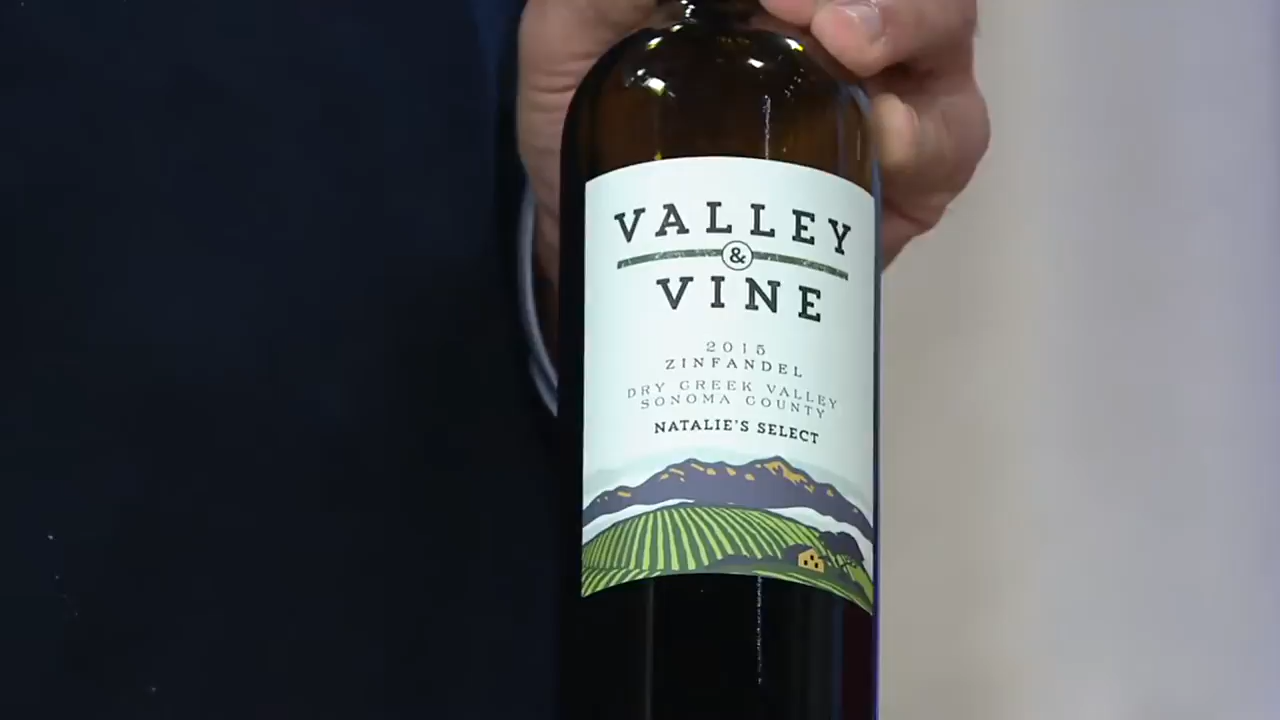 VALLEY
&
VINE
2015
ZINFANDEL
DRY CREEK VALLEY
SONOMA COUNTY
NATALIE'S SELECT